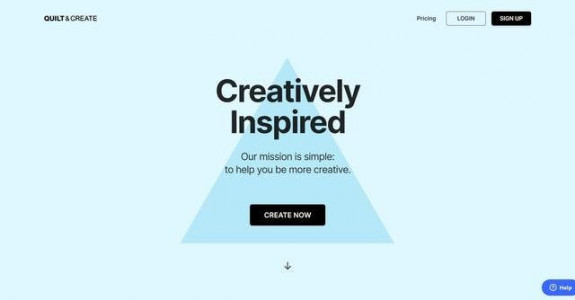 QUILT & CREATE
Pricing
LOGIN
SIGN UP
Creatively
Inspired
Our mission is simple:
to help you be more creative.
CREATE NOW
Help